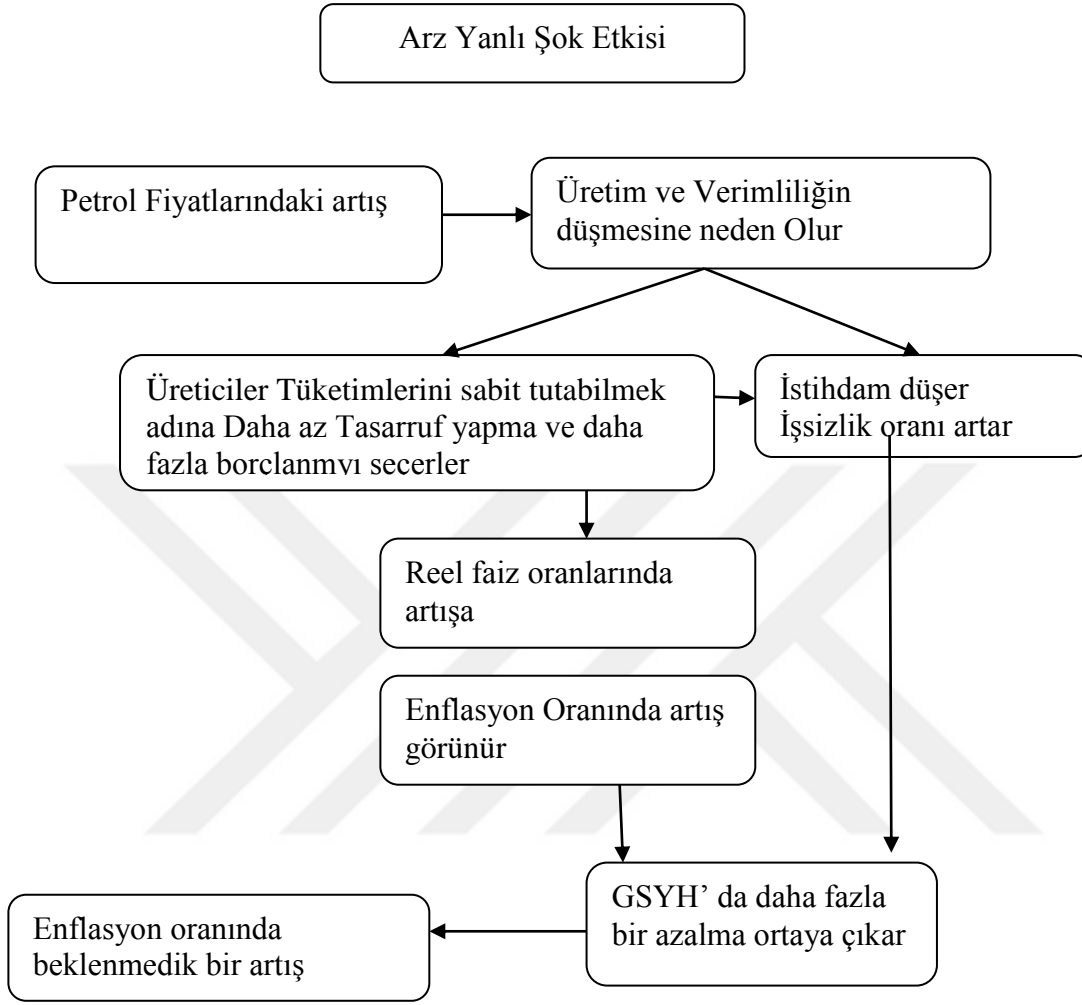 Arz Yanlı Şok Etkisi
Petrol Fiyatlarındaki artış
Üretim ve Verimliliğin
düşmesine neden Olur
Üreticiler Tüketimlerini sabit tutabilmek
adına Daha az Tasarruf yapma ve daha
fazla borclanmvı secerler
İstihdam düşer
İşsizlik oranı artar
Reel faiz oranlarında
artışa
Enflasyon Oranında artış
görünür
GSYH’ da daha fazla
bir azalma ortaya çıkar
Enflasyon oranında
beklenmedik bir artış